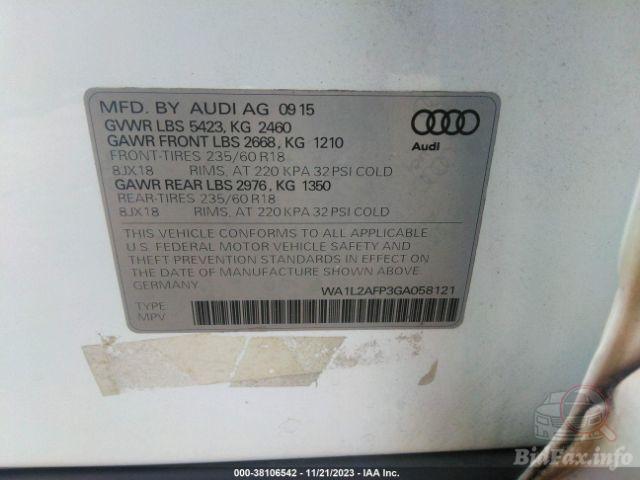 MFD. BY AUDI AG 09 15
GVWR LBS 5423, KG 2460
GAWR FRONT LBS 2668, KG 1210
FRONT-TIRES 235/60 R18
8JX18 RIMS, AT 220 KPA 32 PSI COLD
GAWR REAR LBS 2976, KG 1350
REAR-TIRES 235/60 R18
8JX18 RIMS, AT 220 KPA 32 PSI COLD
Audi
THIS VEHICLE CONFORMS TO ALL APPLICABLE
U.S. FEDERAL MOTOR VEHICLE SAFETY AND
THEFT PREVENTION STANDARDS IN EFFECT ON
THE DATE OF MANUFACTURE SHOWN ABOVE.
GERMANY
WA1L2AFP3GA058121
TYPE
MPV
BidFax.info
000-38106542 - 11/21/2023 - IAA Inc.